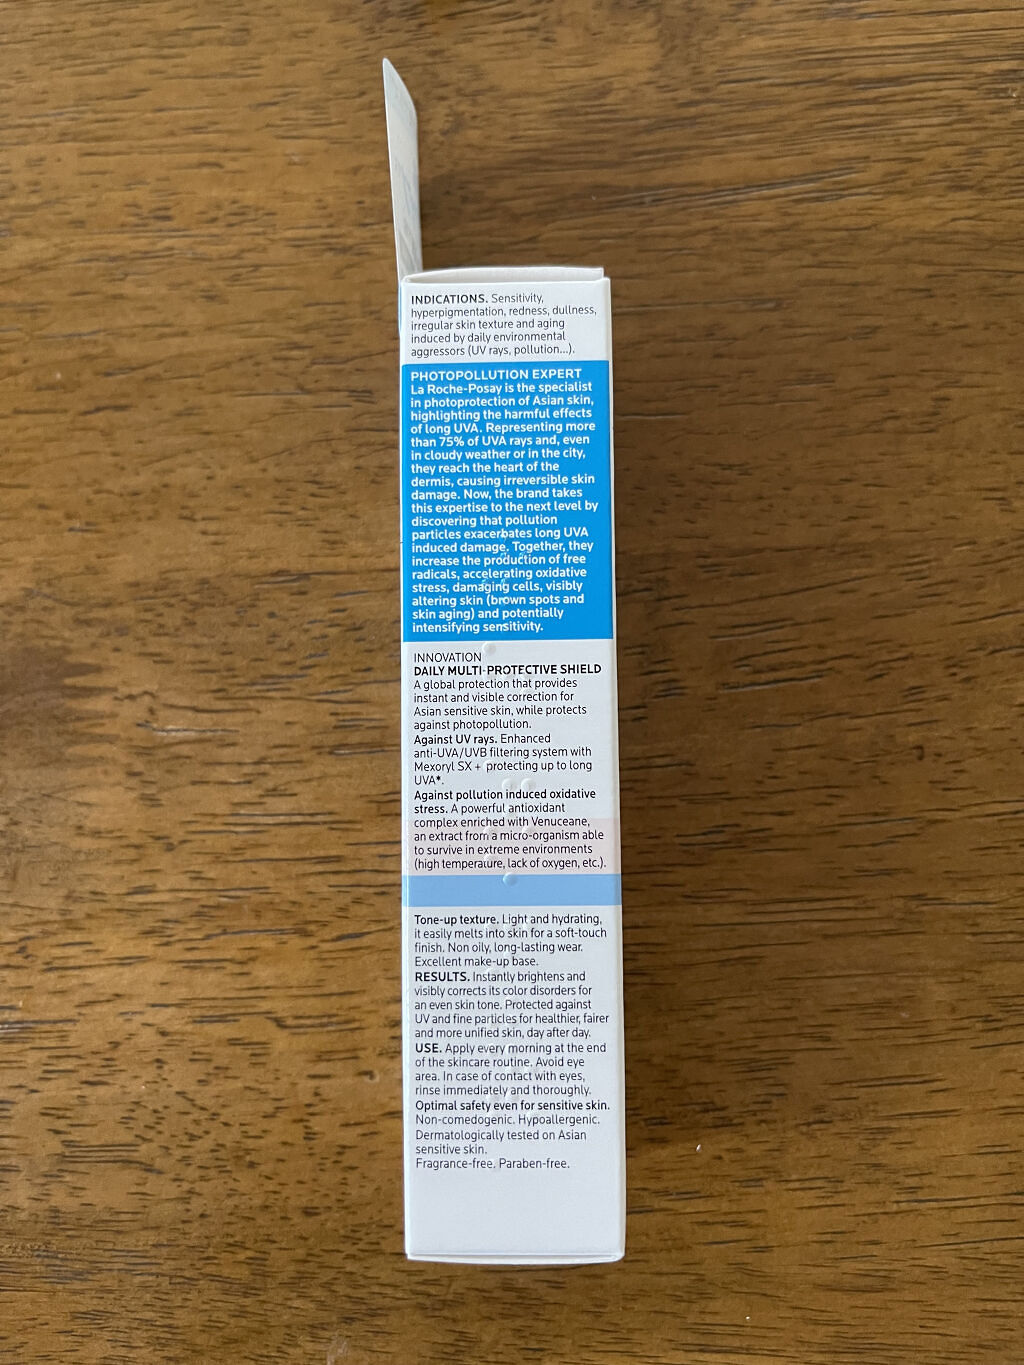 INDICATIONS. Sensitivity,
hyperpigmentation, redness, dullness,
irregular skin texture and aging
induced by daily environmental
aggressors (UV rays, pollution...).
PHOTOPOLLUTION EXPERT
La Roche-Posay is the specialist
in photoprotection of Asian skin,
highlighting the harmful effects
of long UVA. Representing more
than 75% of UVA rays and, even
in cloudy weather or in the city,
they reach the heart of the
dermis, causing irreversible skin
damage. Now, the brand takes
this expertise to the next level by
discovering that pollution
particles exacerbates long UVA
induced damage. Together, they
increase the production of free
radicals, accelerating oxidative
stress, damaging cells, visibly
altering skin (brown spots and
skin aging) and potentially
intensifying sensitivity.
INNOVATION
DAILY MULTI-PROTECTIVE SHIELD
A global protection that provides
instant and visible correction for
Asian sensitive skin, while protects
against photopollution.
Against UV rays. Enhanced
anti-UVA/UVB filtering system with
Mexoryl SX + protecting up to long
UVA*.
Against pollution induced oxidative
stress. A powerful antioxidant
complex enriched with Venuceane,
an extract from a micro-organism able
to survive in extreme environments
(high temperature, lack of oxygen, etc.).
Tone-up texture. Light and hydrating,
it easily melts into skin for a soft-touch
finish. Non oily, long-lasting wear.
Excellent make-up base.
RESULTS. Instantly brightens and
visibly corrects its color disorders for
an even skin tone. Protected against
UV and fine particles for healthier, fairer
and more unified skin, day after day.
USE. Apply every morning at the end
of the skincare routine. Avoid eye
area. In case of contact with eyes,
rinse immediately and thoroughly.
Optimal safety even for sensitive skin.
Non-comedogenic. Hypoallergenic.
Dermatologically tested on Asian
sensitive skin.
Fragrance-free. Paraben-free.